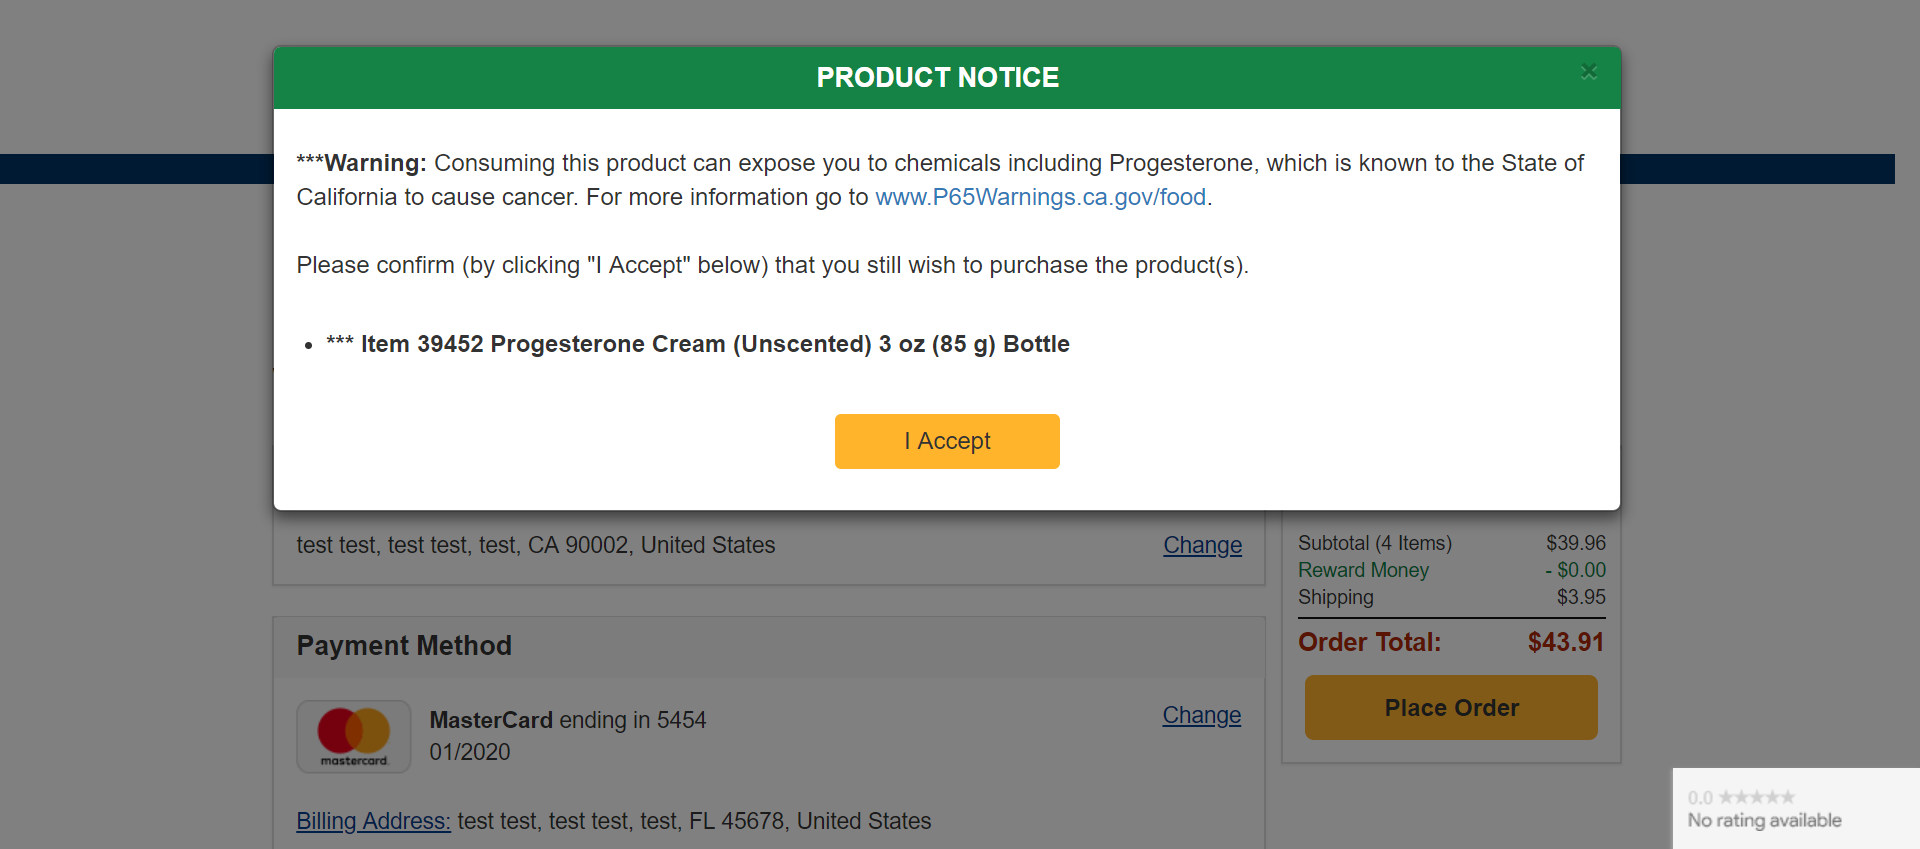 PRODUCT NOTICE
×
***Warning: Consuming this product can expose you to chemicals including Progesterone, which is known to the State of
California to cause cancer. For more information go to www.P65Warnings.ca.gov/food.
Please confirm (by clicking "I Accept" below) that you still wish to purchase the product(s).
• *** Item 39452 Progesterone Cream (Unscented) 3 oz (85 g) Bottle
I Accept
test test, test test, test, CA 90002, United States
Change
Payment Method
mastercard.
MasterCard ending in 5454
01/2020
Change
Billing Address: test test, test test, test, FL 45678, United States
Subtotal (4 Items) $39.96
Reward Money - $0.00
Shipping $3.95
Order Total: $43.91
Place Order
0.0 ★★★★★
No rating available